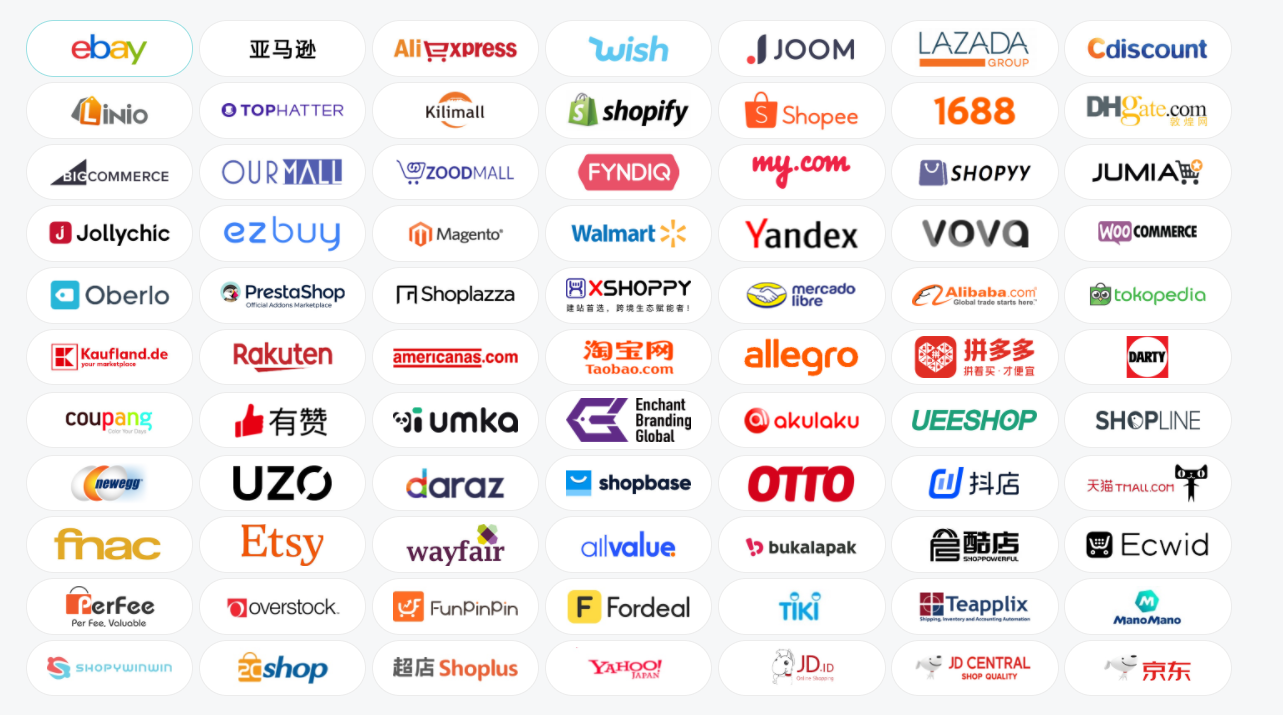 ebay
亚马逊
AliExpress
wish
JOOM
LAZADA
GROUP
Cdiscount
Linio
TOPHATTER
Kilimall
shopify
S
Shopee
1688
DHgate.com
敦煌网
BIGCOMMERCE
OURMALL
ZOODMALL
FYNDIQ
my.com
SHOPYY
JUMIA
J
Jollychic
ezbuy
Magento®
Walmart
Yandex
VOVA
WOO COMMERCE
Oberlo
PrestaShop
Official Addons Marketplace
Shoplazza
XSHOPPY
建站首选，跨境生态赋能者！
mercado
libre
Alibaba.com®
Global trade starts here.™
tokopedia
K
Kaufland.de
your marketplace
Rakuten
americanas.com
淘宝网
Taobao.com
allegro
拼多多
拼着买·才便宜
DARTY
coupang
Color Your Days
有赞
umka
Enchant
Branding
Global
akulaku
UEESHOP
SHOPLINE
newegg
UZO
daraz
shopbase
OTTO
抖店
天猫 TMALL.COM
fnac
Etsy
wayfair
allvalue
bukalapak
酷店
SHOPPOWERFUL
Ecwid
PerFee
Per Fee, Valuable
overstock.
FunPinPin
F
Fordeal
TIKI
Teapplix
Shipping, Inventory and Accounting Automation
M
ManoMano
SHOPYWINWIN
2Cshop
超店 Shoplus
YAHOO!
JAPAN
JD.ID
Online Shopping
JD CENTRAL
SHOP QUALITY
京东